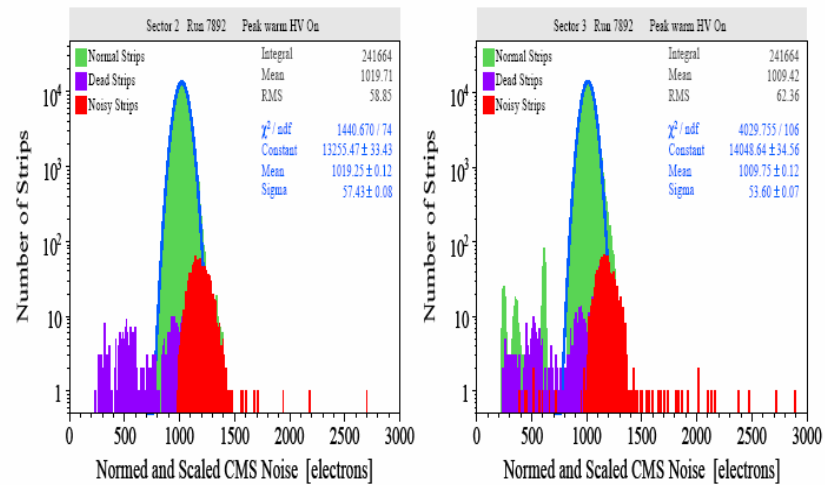 Sector 2 Run 7892 Peak warm HV On
Normal Strips
Dead Strips
Noisy Strips
Integral 241664
Mean 1019.71
RMS 58.85
χ² / ndf 1440.670 / 74
Constant 13255.47 ± 33.43
Mean 1019.25 ± 0.12
Sigma 57.43 ± 0.08
Number of Strips
10⁴
10³
10²
10
1
0 500 1000 1500 2000 2500 3000
Normed and Scaled CMS Noise [electrons]
Sector 3 Run 7892 Peak warm HV On
Normal Strips
Dead Strips
Noisy Strips
Integral 241664
Mean 1009.42
RMS 62.36
χ² / ndf 4029.755 / 106
Constant 14048.64 ± 34.56
Mean 1009.75 ± 0.12
Sigma 53.60 ± 0.07
Number of Strips
10⁴
10³
10²
10
1
0 500 1000 1500 2000 2500 3000
Normed and Scaled CMS Noise [electrons]